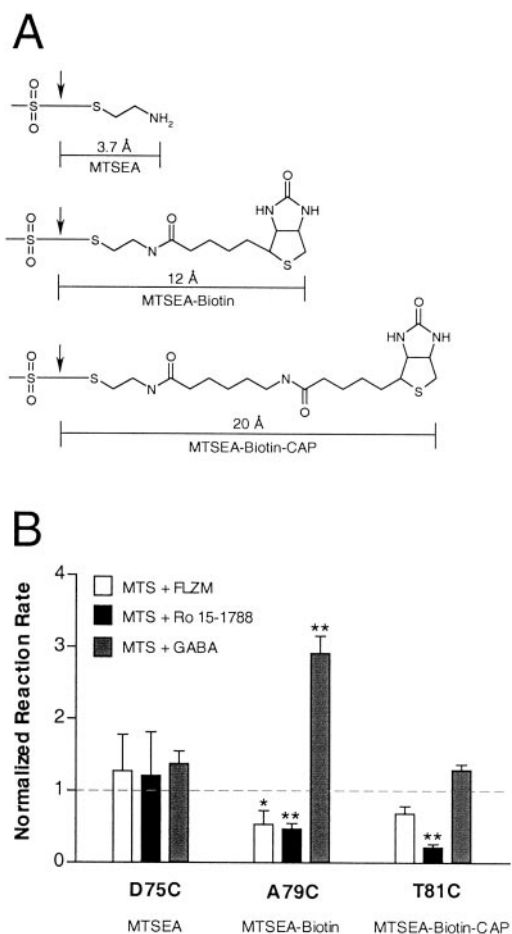 A
O
S
O
S
NH2
3.7 Å
MTSEA
O
S
O
S
N
O
O
HN
NH
S
12 Å
MTSEA-Biotin
O
S
O
S
N
O
N
O
O
HN
NH
S
20 Å
MTSEA-Biotin-CAP
B
Normalized Reaction Rate
4
3
2
1
0
MTS + FLZM
MTS + Ro 15-1788
MTS + GABA
* ** **
**
D75C A79C T81C
MTSEA MTSEA-Biotin MTSEA-Biotin-CAP